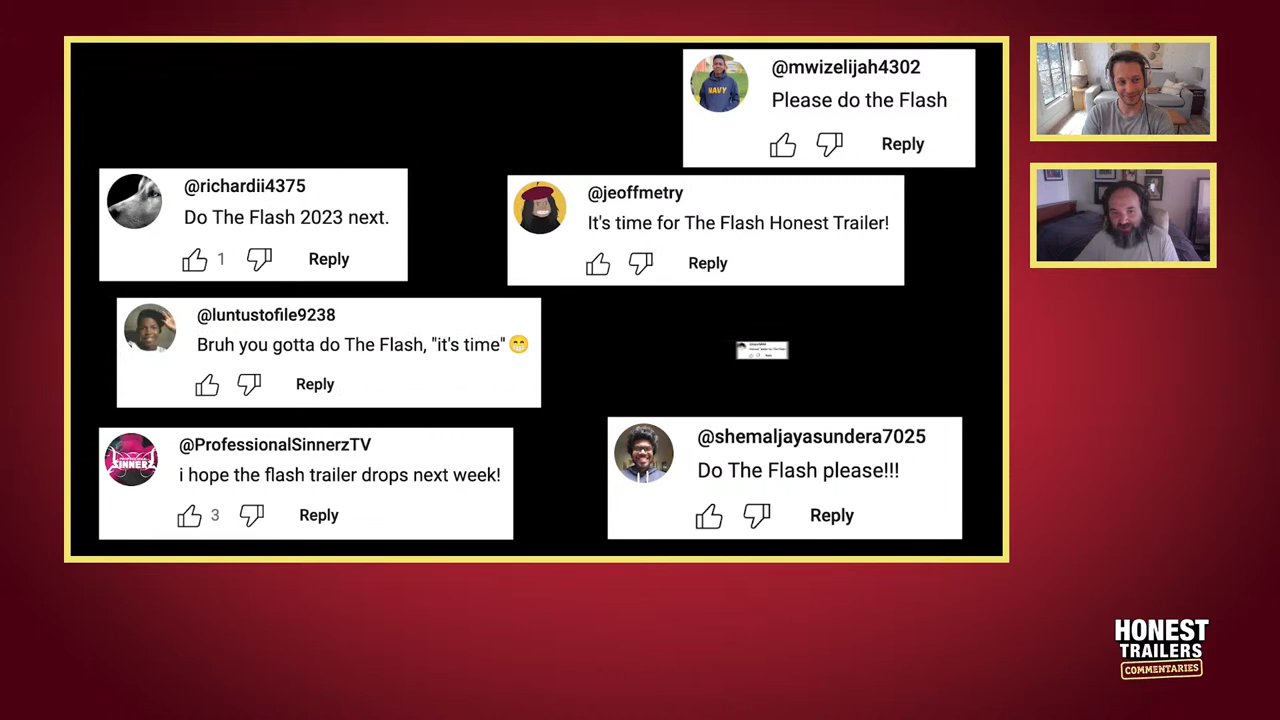 @mwizelijah4302
Please do the Flash
Reply
NAVY
@richardii4375
Do The Flash 2023 next.
1
Reply
@jeoffmetry
It's time for The Flash Honest Trailer!
Reply
@luntustofile9238
Bruh you gotta do The Flash, "it's time" 😁
Reply
@ProfessionalSinnerzTV
i hope the flash trailer drops next week!
3
Reply
SINNERZ
@shemaljayasundera7025
Do The Flash please!!!
Reply
HONEST
TRAILERS
COMMENTARIES